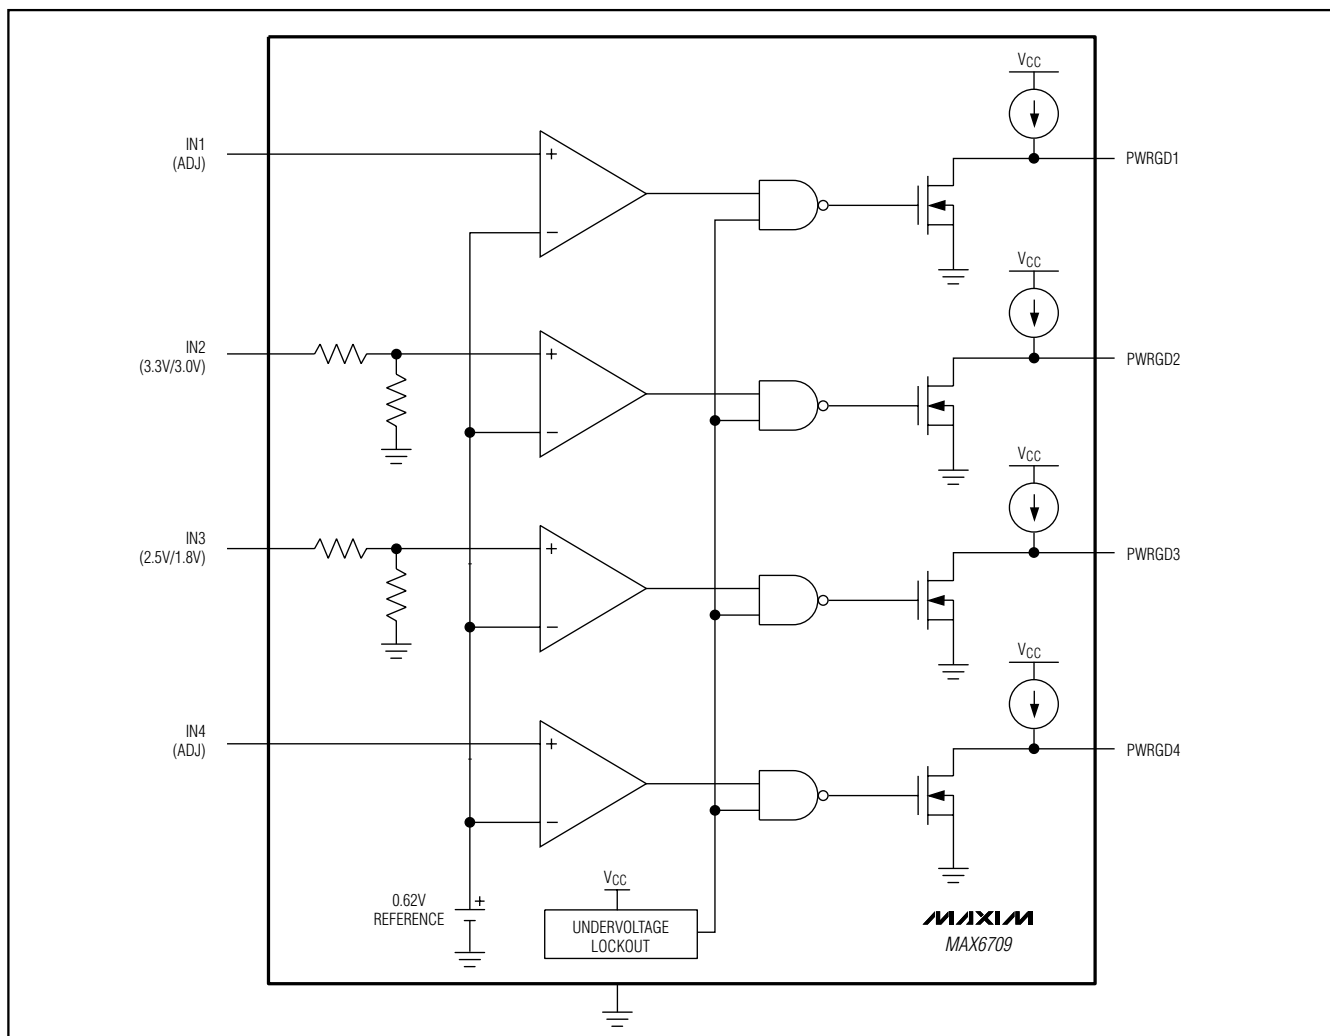 VCC
IN1
(ADJ)
+
−
PWRGD1
VCC
IN2
(3.3V/3.0V)
+
−
PWRGD2
VCC
IN3
(2.5V/1.8V)
+
−
PWRGD3
VCC
IN4
(ADJ)
+
−
PWRGD4
0.62V
REFERENCE
+
VCC
UNDERVOLTAGE
LOCKOUT
MAXIM
MAX6709